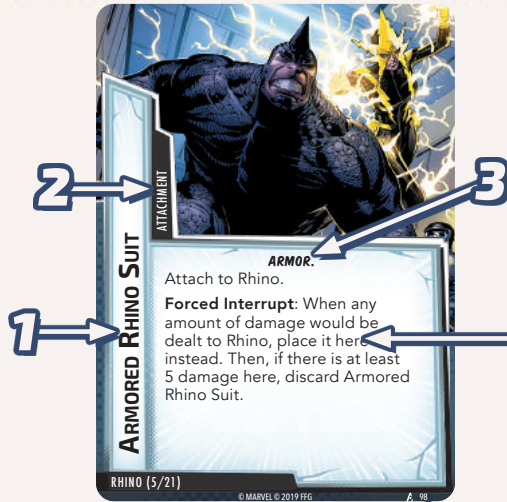 2
ATTACHMENT
3
ARMOR.
Attach to Rhino.
Forced Interrupt: When any
amount of damage would be
dealt to Rhino, place it here
instead. Then, if there is at least
5 damage here, discard Armored
Rhino Suit.
1
ARMORED RHINO SUIT
RHINO (5/21)
© MARVEL © 2019 FFG
98